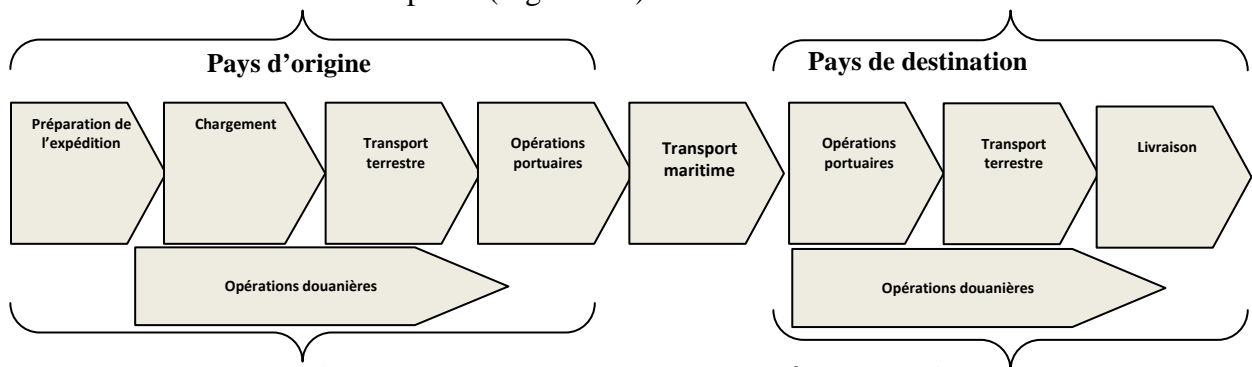 Pays d’origine
Pays de destination
Préparation de
l’expédition
Chargement
Transport
terrestre
Opérations
portuaires
Transport
maritime
Opérations
portuaires
Transport
terrestre
Livraison
Opérations douanières
Opérations douanières